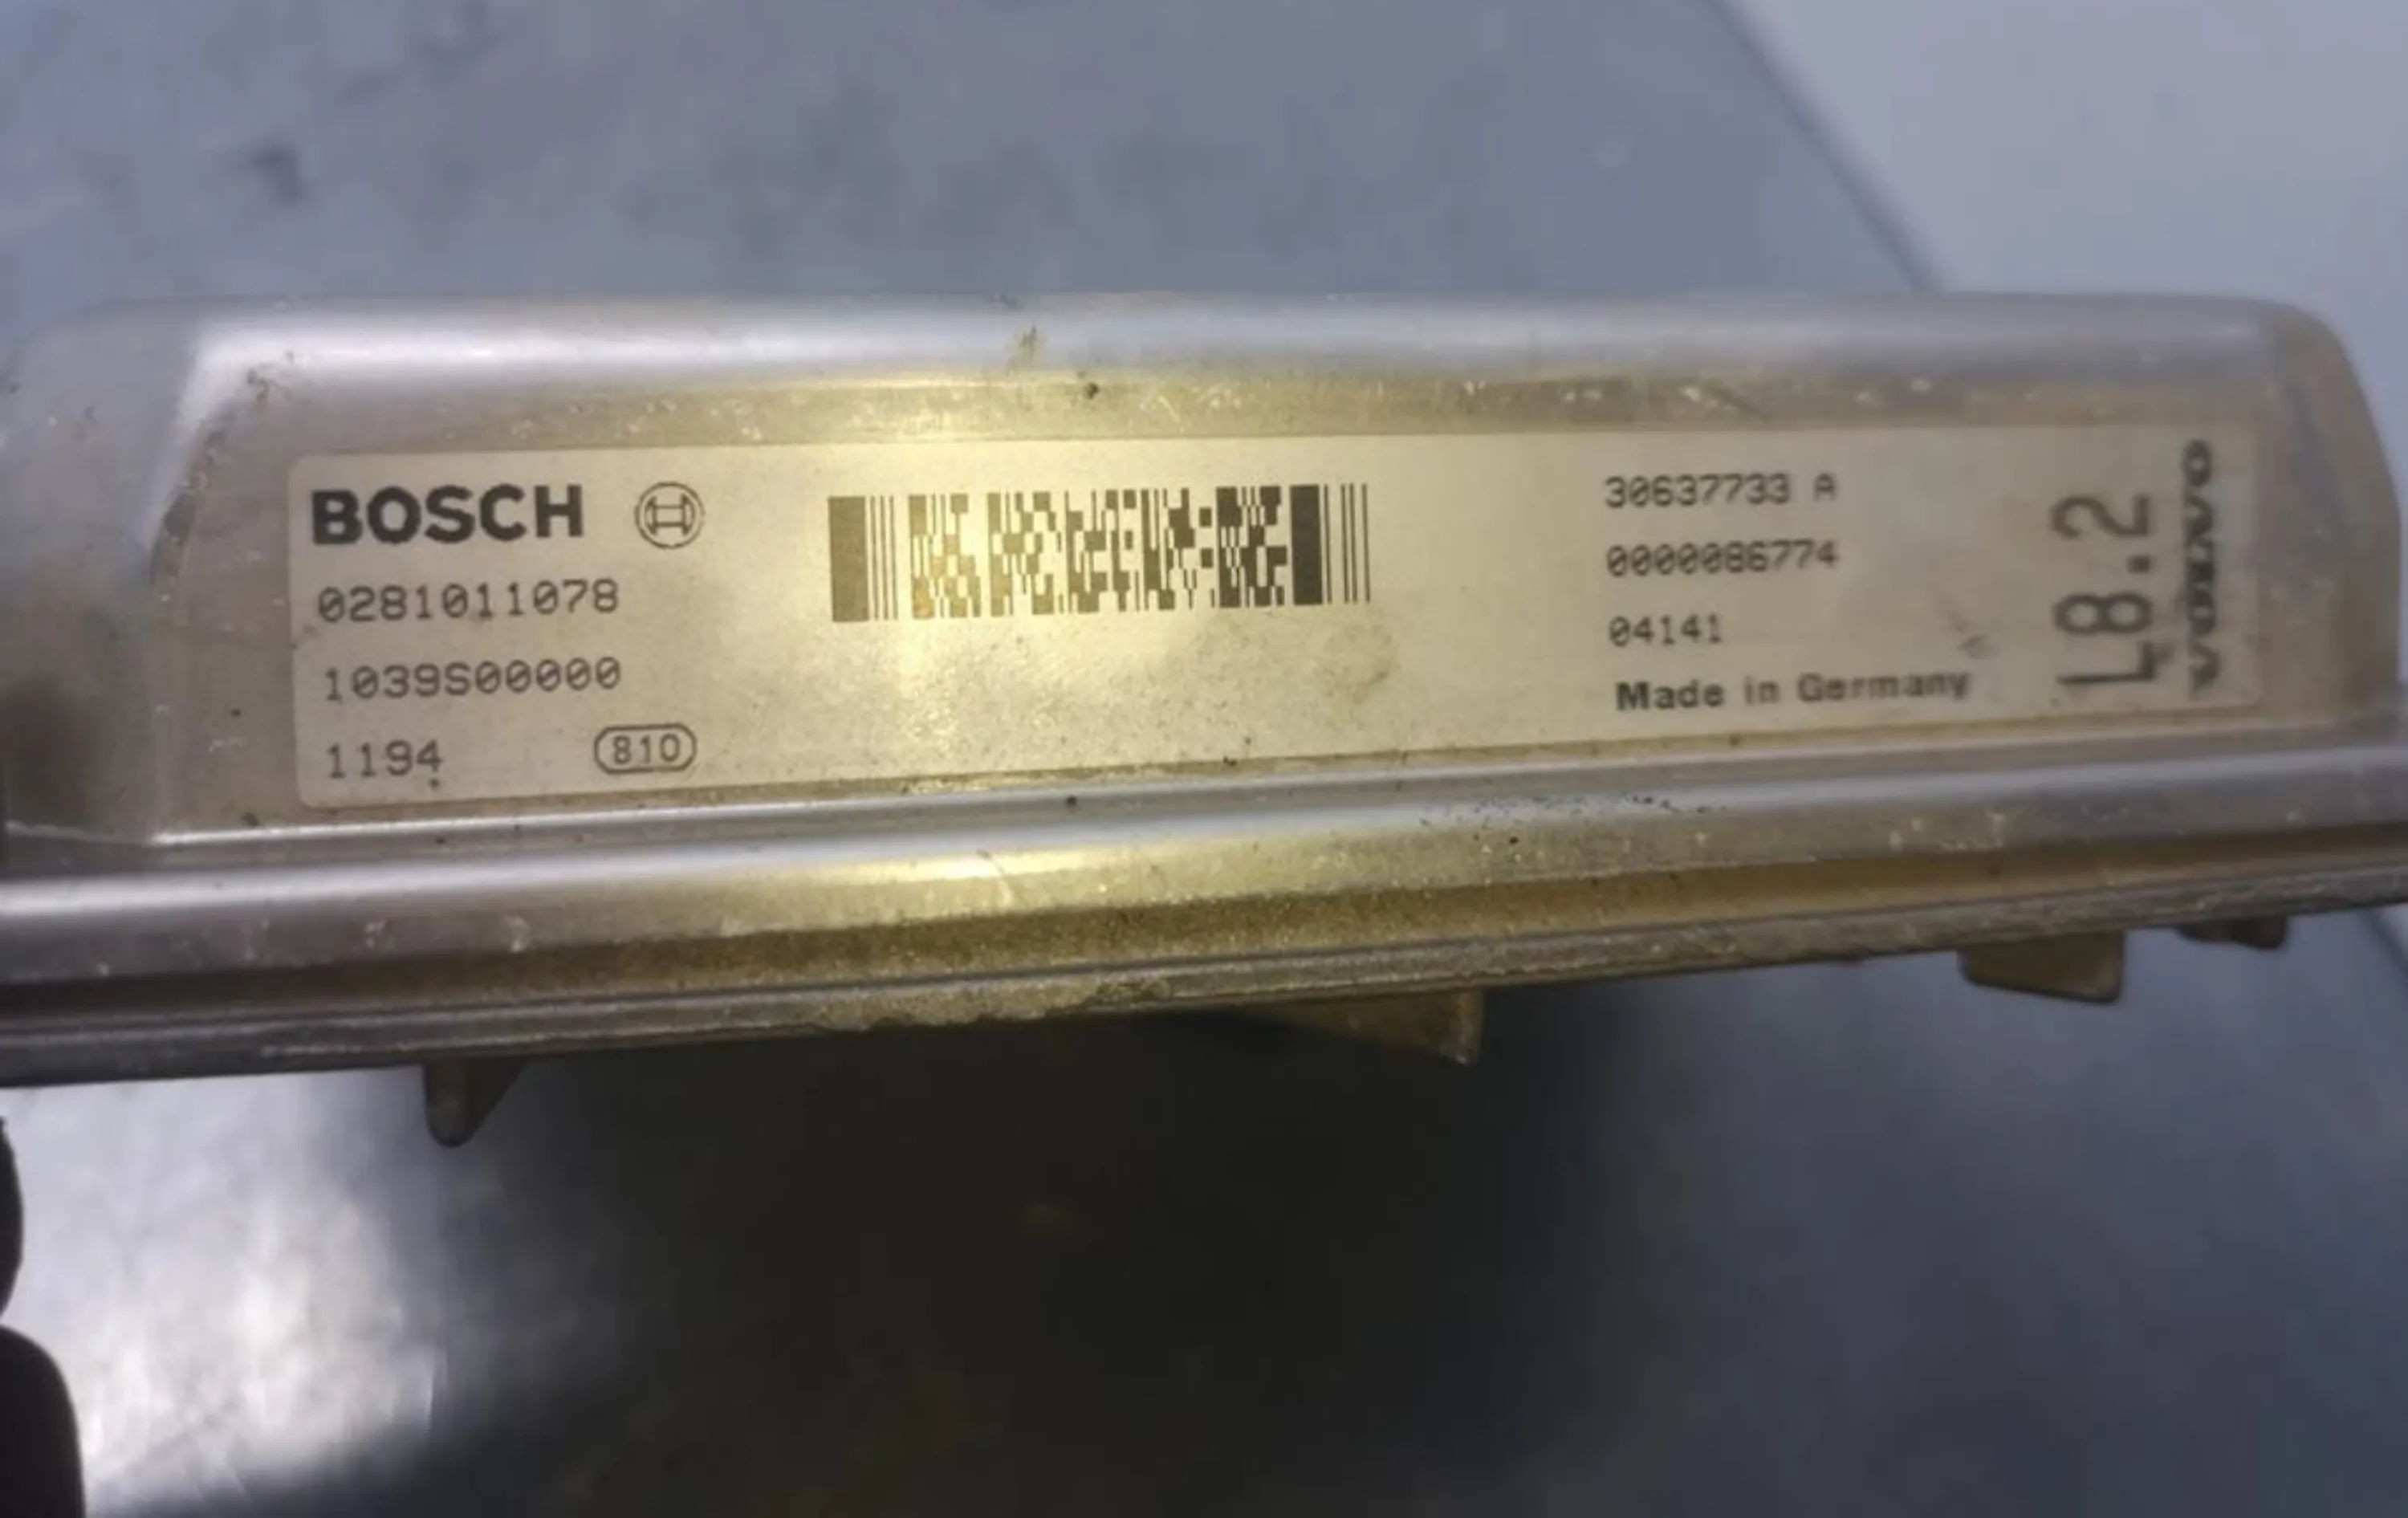 BOSCH
0281011078
1039S00000
1194
810
30637733 A
0000086774
04141
Made in Germany
L8.2
VOLVO